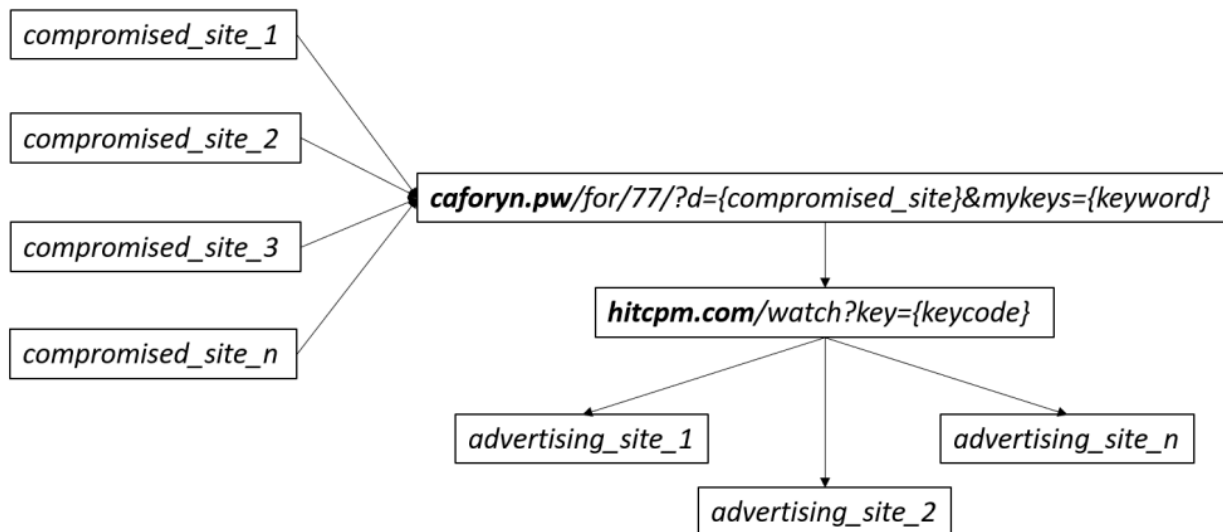 compromised_site_1
compromised_site_2
compromised_site_3
compromised_site_n
caforyn.pw/for/77/?d={compromised_site}&mykeys={keyword}
hitcpm.com/watch?key={keycode}
advertising_site_1
advertising_site_n
advertising_site_2